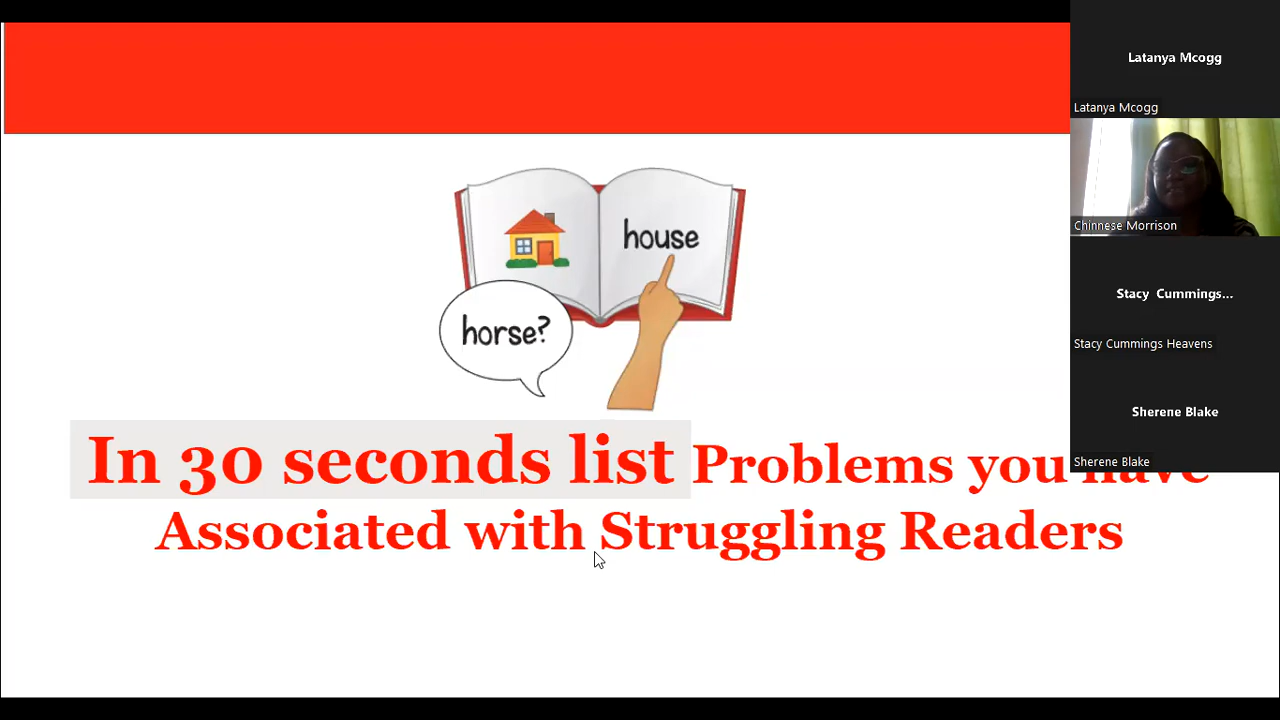 house
horse?
In 30 seconds list Problems you have
Associated with Struggling Readers
Latanya Mcogg
Latanya Mcogg
Chinnese Morrison
Stacy Cummings...
Stacy Cummings Heavens
Sherene Blake
Sherene Blake